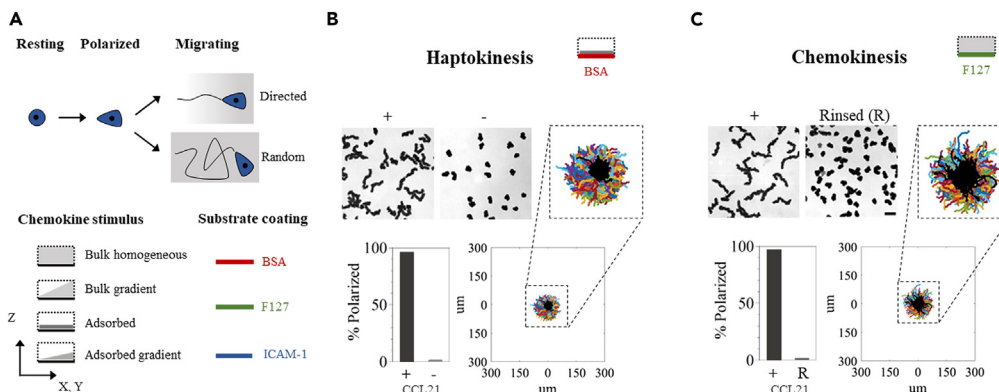 A
Resting Polarized Migrating
Directed
Random
Chemokine stimulus Substrate coating
Bulk homogeneous
BSA
Bulk gradient
F127
Adsorbed
Adsorbed gradient
ICAM-1
Z
X, Y
B
Haptokinesis
BSA
+ -
% Polarized
100
50
0
+ -
CCL21
um
300
150
0
150
300
300 150 0 150 300
um
C
Chemokinesis
F127
+ Rinsed (R)
% Polarized
100
50
0
+ R
CCL21
um
300
150
0
150
300
300 150 0 150 300
um